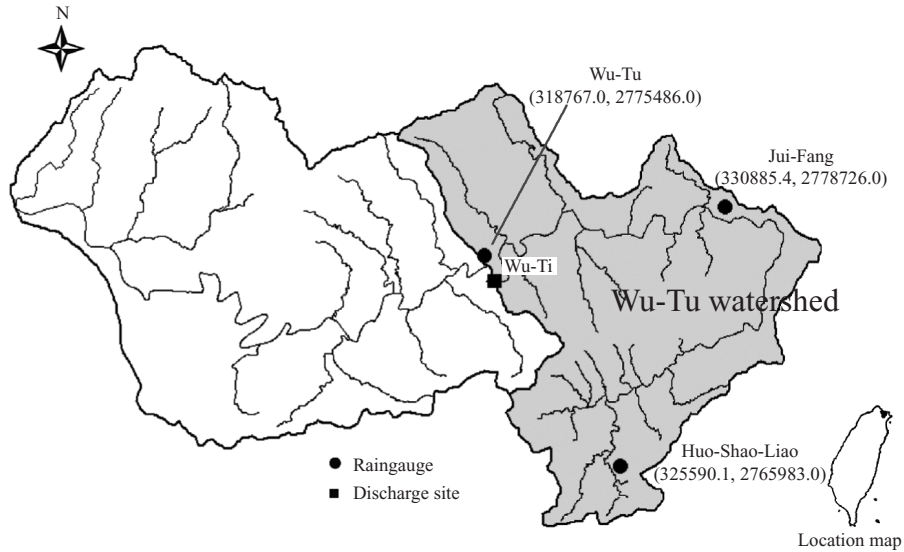 N
Wu-Tu
(318767.0, 2775486.0)
Jui-Fang
(330885.4, 2778726.0)
Wu-Ti
Wu-Tu watershed
Huo-Shao-Liao
(325590.1, 2765983.0)
Raingauge
Discharge site
Location map